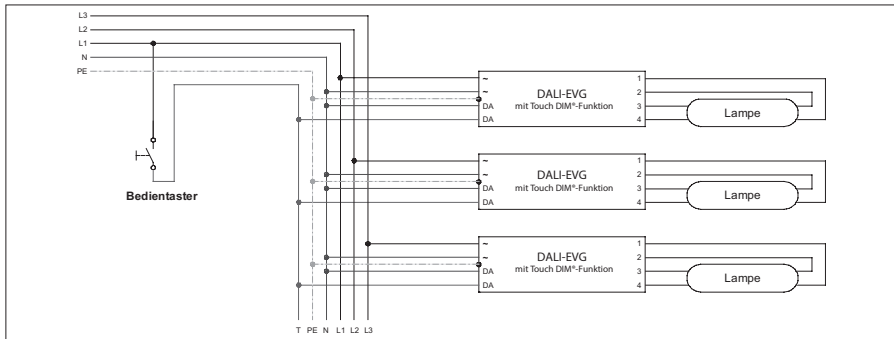 L3
L2
L1
N
PE
~
~
DA
DA
DALI-EVG
mit Touch DIM®-Funktion
1
2
3
4
Lampe
Bedientaster
~
~
DA
DA
DALI-EVG
mit Touch DIM®-Funktion
1
2
3
4
Lampe
~
~
DA
DA
DALI-EVG
mit Touch DIM®-Funktion
1
2
3
4
Lampe
T PE N L1 L2 L3